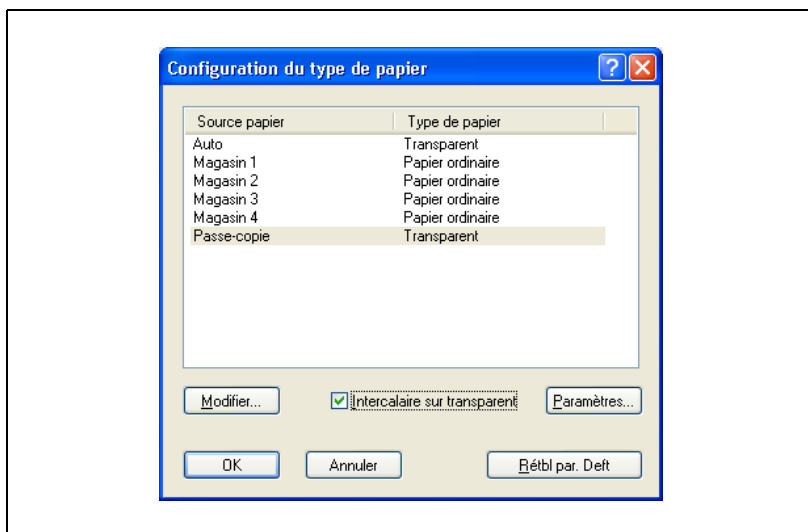 Configuration du type de papier
Source papier Type de papier
Auto Transparent
Magasin 1 Papier ordinaire
Magasin 2 Papier ordinaire
Magasin 3 Papier ordinaire
Magasin 4 Papier ordinaire
Passe-copie Transparent
Modifier... Intercalaire sur transparent Paramètres...
OK Annuler Rétbl par. Deft